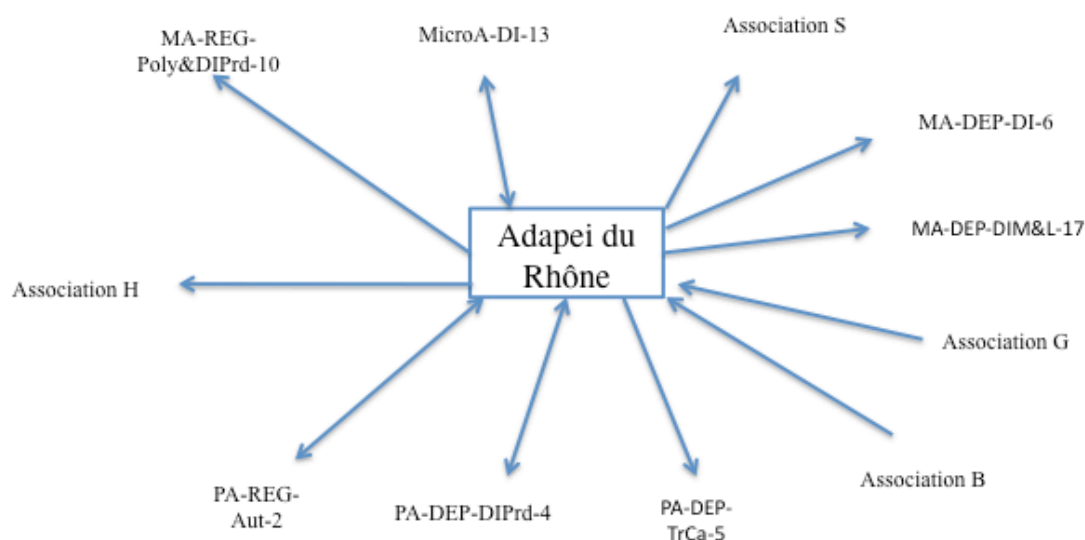 MA-REG-
Poly&DIPrd-10
MicroA-DI-13
Association S
MA-DEP-DI-6
MA-DEP-DIM&L-17
Adapei du
Rhône
Association H
Association G
Association B
PA-REG-
Aut-2
PA-DEP-DIPrd-4
PA-DEP-
TrCa-5